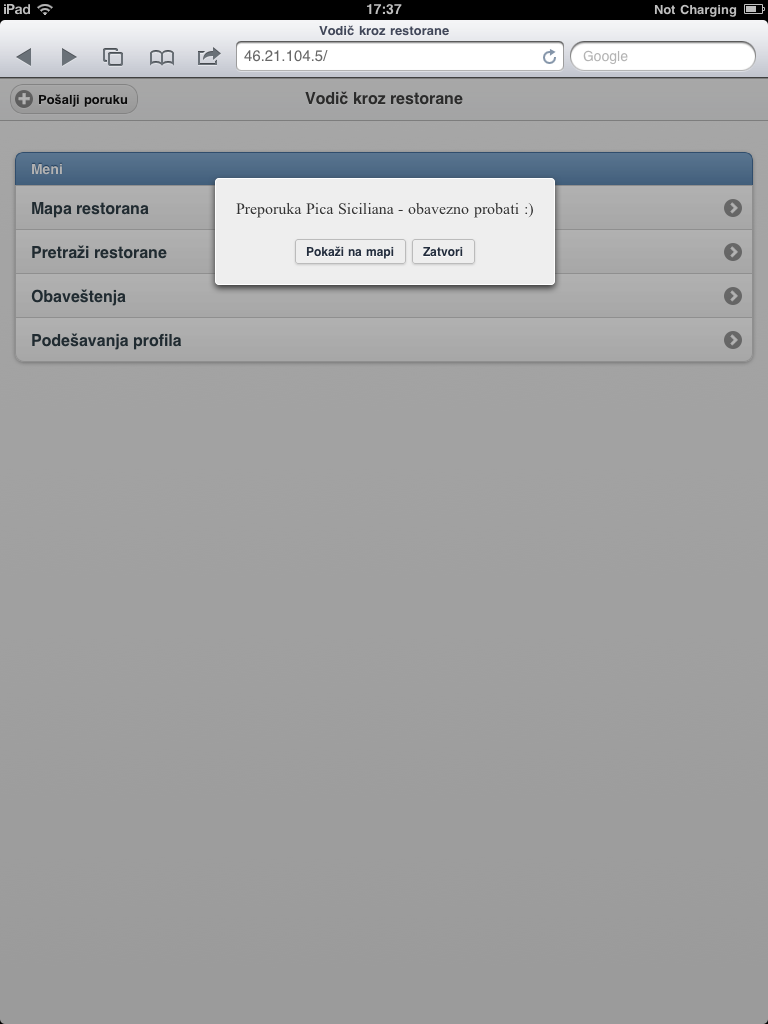 iPad 17:37 Not Charging
Vodič kroz restorane
46.21.104.5/ Google
Pošalji poruku Vodič kroz restorane
Meni
Mapa restorana
Pretraži restorane
Obaveštenja
Podešavanja profila
Preporuka Pica Siciliana - obavezno probati :)
Pokaži na mapi Zatvori